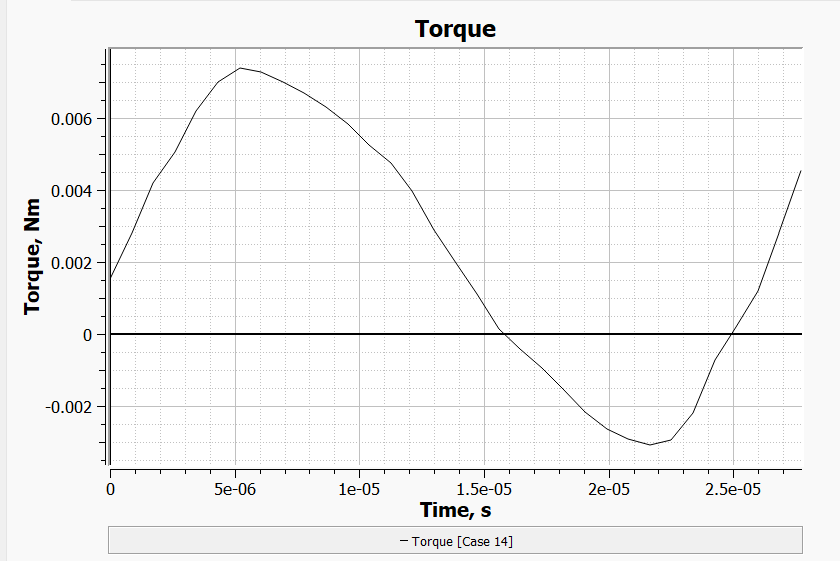 Torque
0.006
0.004
0.002
0
-0.002
Torque, Nm
0 5e-06 1e-05 1.5e-05 2e-05 2.5e-05
Time, s
Torque [Case 14]